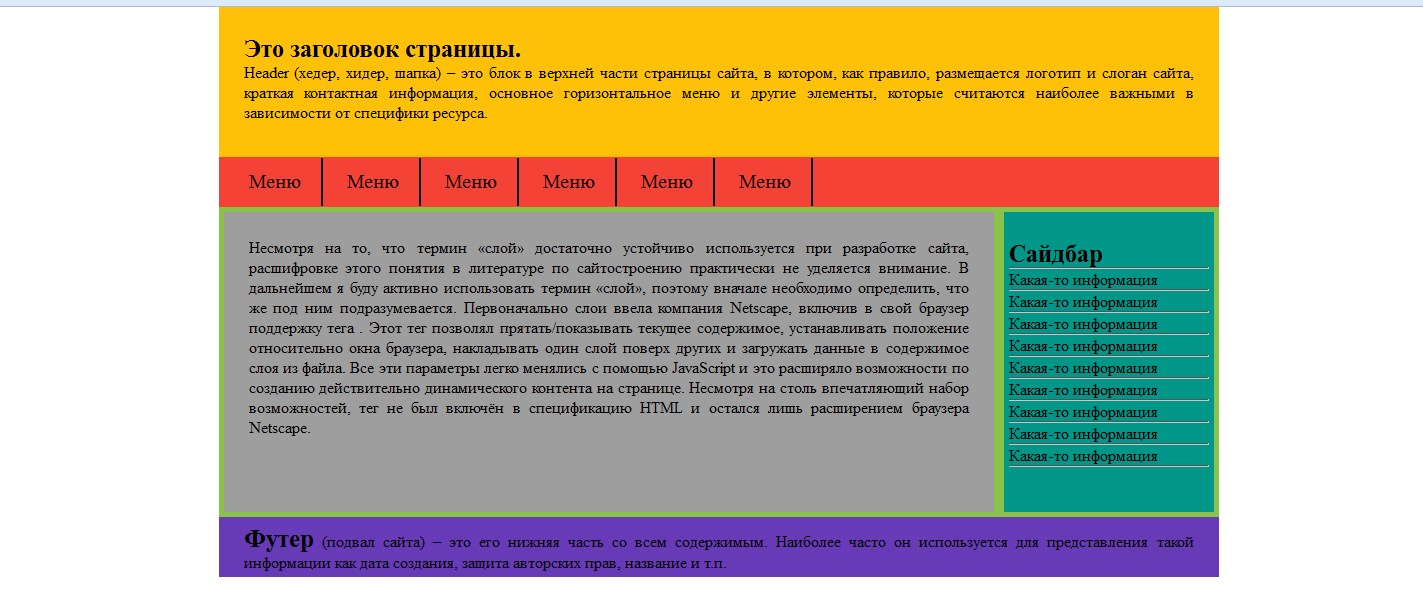 Это заголовок страницы.
Header (хедер, хидер, шапка) – это блок в верхней части страницы сайта, в котором, как правило, размещается логотип и слоган сайта,
краткая контактная информация, основное горизонтальное меню и другие элементы, которые считаются наиболее важными в
зависимости от специфики ресурса.
Меню Меню Меню Меню Меню Меню
Несмотря на то, что термин «слой» достаточно устойчиво используется при разработке сайта,
расшифровке этого понятия в литературе по сайтостроению практически не уделяется внимание. В
дальнейшем я буду активно использовать термин «слой», поэтому вначале необходимо определить, что
же под ним подразумевается. Первоначально слои ввела компания Netscape, включив в свой браузер
поддержку тега . Этот тег позволял прятать/показывать текущее содержимое, устанавливать положение
относительно окна браузера, накладывать один слой поверх других и загружать данные в содержимое
слоя из файла. Все эти параметры легко менялись с помощью JavaScript и это расширяло возможности по
созданию действительно динамического контента на странице. Несмотря на столь впечатляющий набор
возможностей, тег не был включён в спецификацию HTML и остался лишь расширением браузера
Netscape.
Сайдбар
Какая-то информация
Какая-то информация
Какая-то информация
Какая-то информация
Какая-то информация
Какая-то информация
Какая-то информация
Какая-то информация
Какая-то информация
Футер (подвал сайта) – это его нижняя часть со всем содержимым. Наиболее часто он используется для представления такой
информации как дата создания, защита авторских прав, название и т.п.